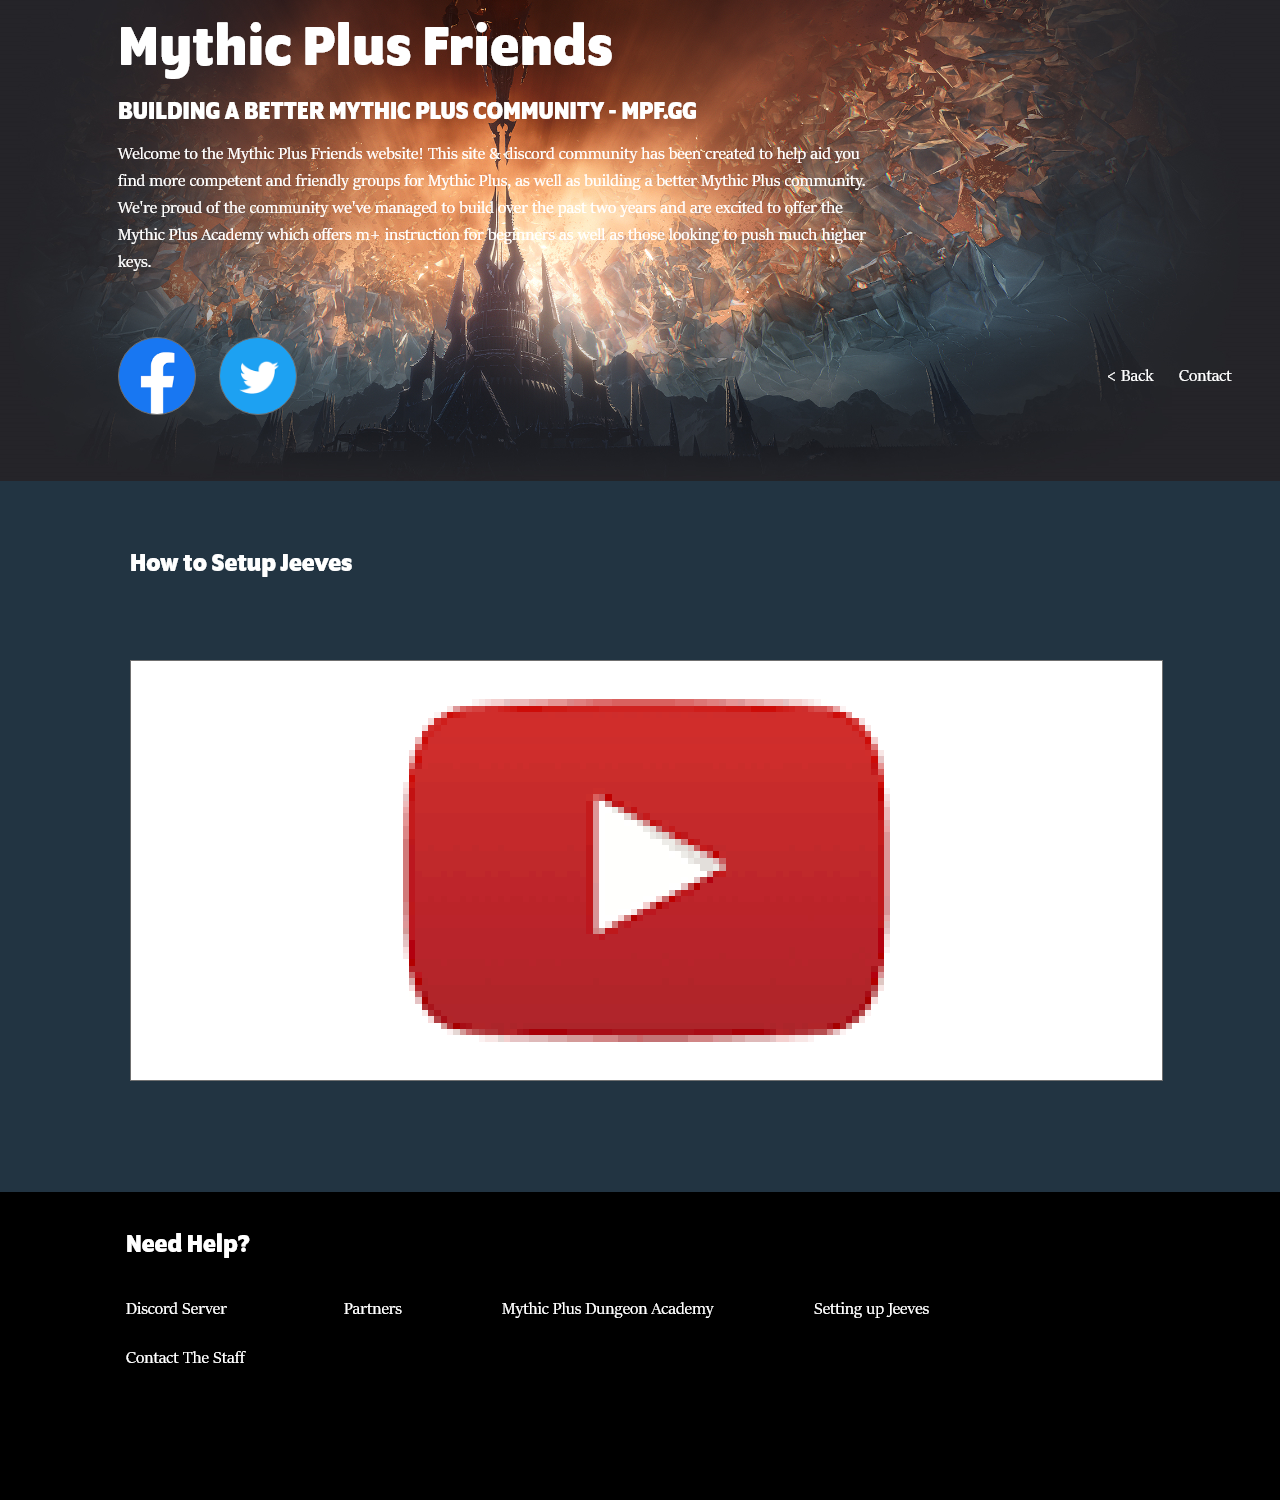 Mythic Plus Friends
BUILDING A BETTER MYTHIC PLUS COMMUNITY - MPF.GG
Welcome to the Mythic Plus Friends website! This site & discord community has been created to help aid you
find more competent and friendly groups for Mythic Plus, as well as building a better Mythic Plus community.
We're proud of the community we've managed to build over the past two years and are excited to offer the
Mythic Plus Academy which offers m+ instruction for beginners as well as those looking to push much higher
keys.
< Back Contact
How to Setup Jeeves
Need Help?
Discord Server Partners Mythic Plus Dungeon Academy Setting up Jeeves
Contact The Staff